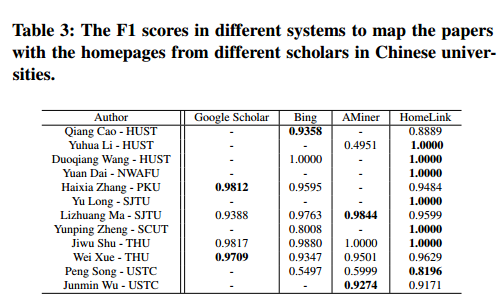 Table 3: The F1 scores in different systems to map the papers
with the homepages from different scholars in Chinese univer-
sities.
Author Google Scholar Bing AMiner HomeLink
Qiang Cao - HUST - 0.9358 - 0.8889
Yuhua Li - HUST - - 0.4951 1.0000
Duoqiang Wang - HUST - 1.0000 - 1.0000
Yuan Dai - NWAFU - - - 1.0000
Haixia Zhang - PKU 0.9812 0.9595 - 0.9484
Yu Long - SJTU - - - 1.0000
Lizhuang Ma - SJTU 0.9388 0.9763 0.9844 0.9599
Yunping Zheng - SCUT - 0.8008 - 1.0000
Jiwu Shu - THU 0.9817 0.9880 1.0000 1.0000
Wei Xue - THU 0.9709 0.9347 0.9501 0.9629
Peng Song - USTC - 0.5497 0.5999 0.8196
Junmin Wu - USTC - - 0.9274 0.9171